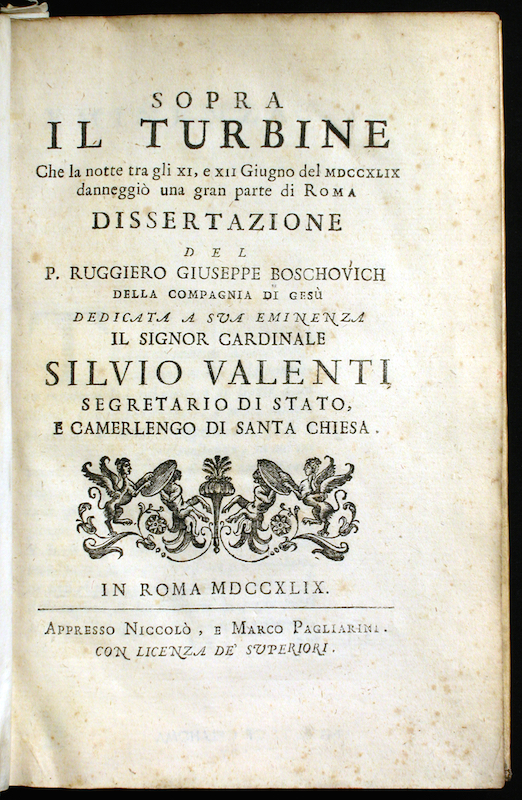 SOPRA
IL TURBINE
Che la notte tra gli XI, e XII Giugno del MDCCXLIX
danneggiò una gran parte di ROMA
DISSERTAZIONE
DEL
P. RUGGIERO GIUSEPPE BOSCHOVICH
DELLA COMPAGNIA DI GESÙ
DEDICATA A SVA EMINENZA
IL SIGNOR CARDINALE
SILVIO VALENTI,
SEGRETARIO DI STATO,
E CAMERLENGO DI SANTA CHIESA.
IN ROMA MDCCXLIX.
APPRESSO NICCOLÒ, E MARCO PAGLIARINI.
CON LICENZA DE' SVPERIORI.